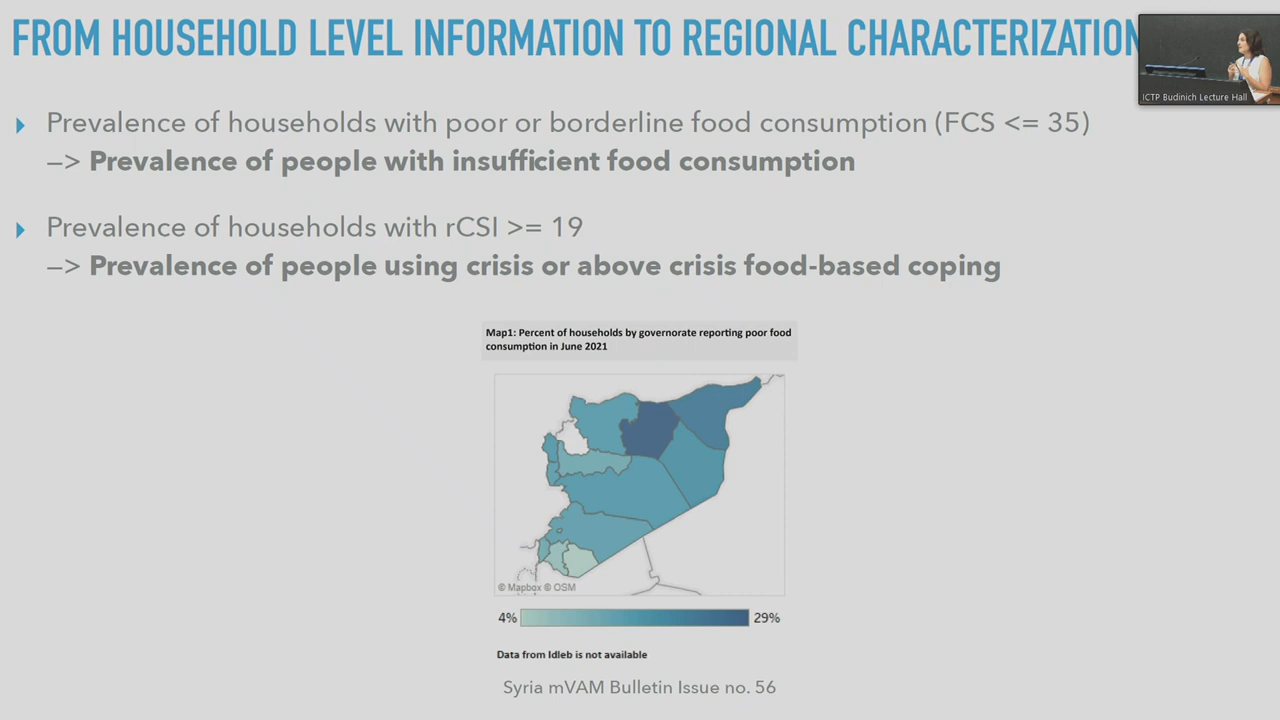 FROM HOUSEHOLD LEVEL INFORMATION TO REGIONAL CHARACTERIZATION
ICTP Budinich Lecture Hall
Prevalence of households with poor or borderline food consumption (FCS <= 35)
—> Prevalence of people with insufficient food consumption
Prevalence of households with rCSI >= 19
—> Prevalence of people using crisis or above crisis food-based coping
Map1: Percent of households by governorate reporting poor food
consumption in June 2021
© Mapbox © OSM
4% 29%
Data from Idleb is not available
Syria mVAM Bulletin Issue no. 56